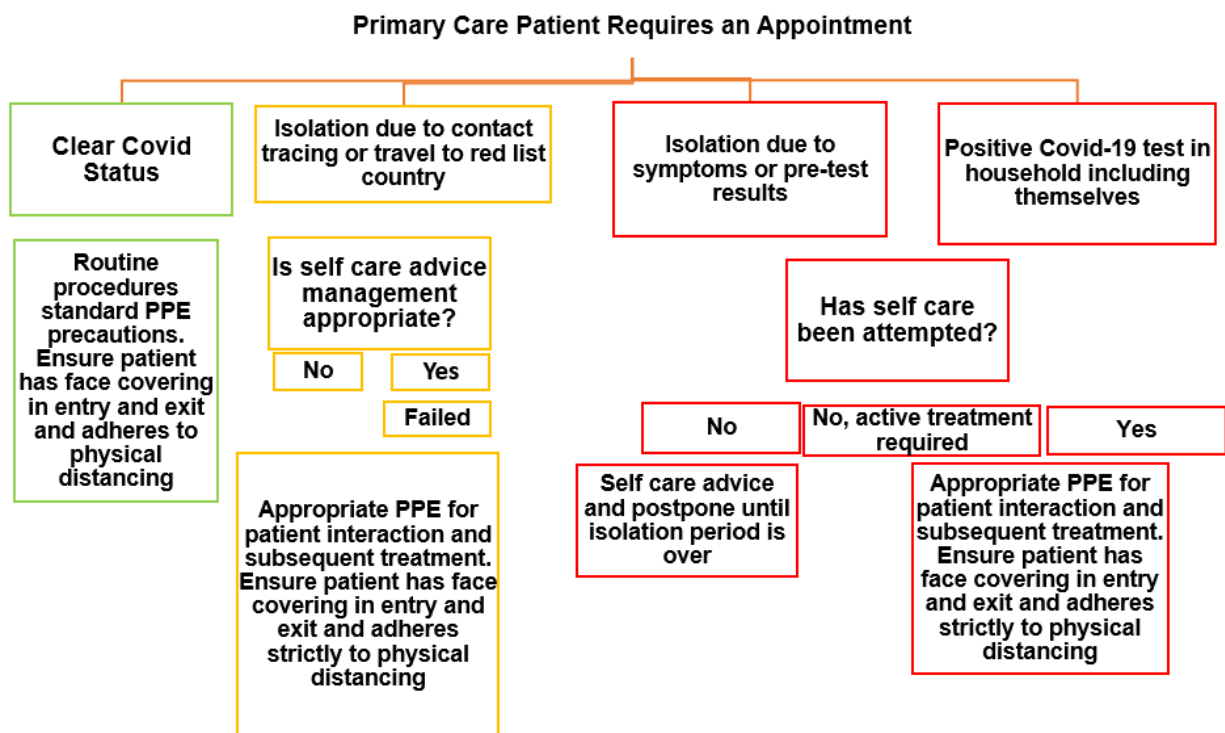 Primary Care Patient Requires an Appointment
Clear Covid
Status
Isolation due to contact
tracing or travel to red list
country
Isolation due to
symptoms or pre-test
results
Positive Covid-19 test in
household including
themselves
Routine
procedures
standard PPE
precautions.
Ensure patient
has face covering
in entry and exit
and adheres to
physical
distancing
Is self care advice
management
appropriate?
No
Yes
Failed
Appropriate PPE for
patient interaction and
subsequent treatment.
Ensure patient has face
covering in entry and
exit and adheres
strictly to physical
distancing
Has self care
been attempted?
No
No, active treatment
required
Yes
Self care advice
and postpone until
isolation period is
over
Appropriate PPE for
patient interaction and
subsequent treatment.
Ensure patient has
face covering in entry
and exit and adheres
strictly to physical
distancing